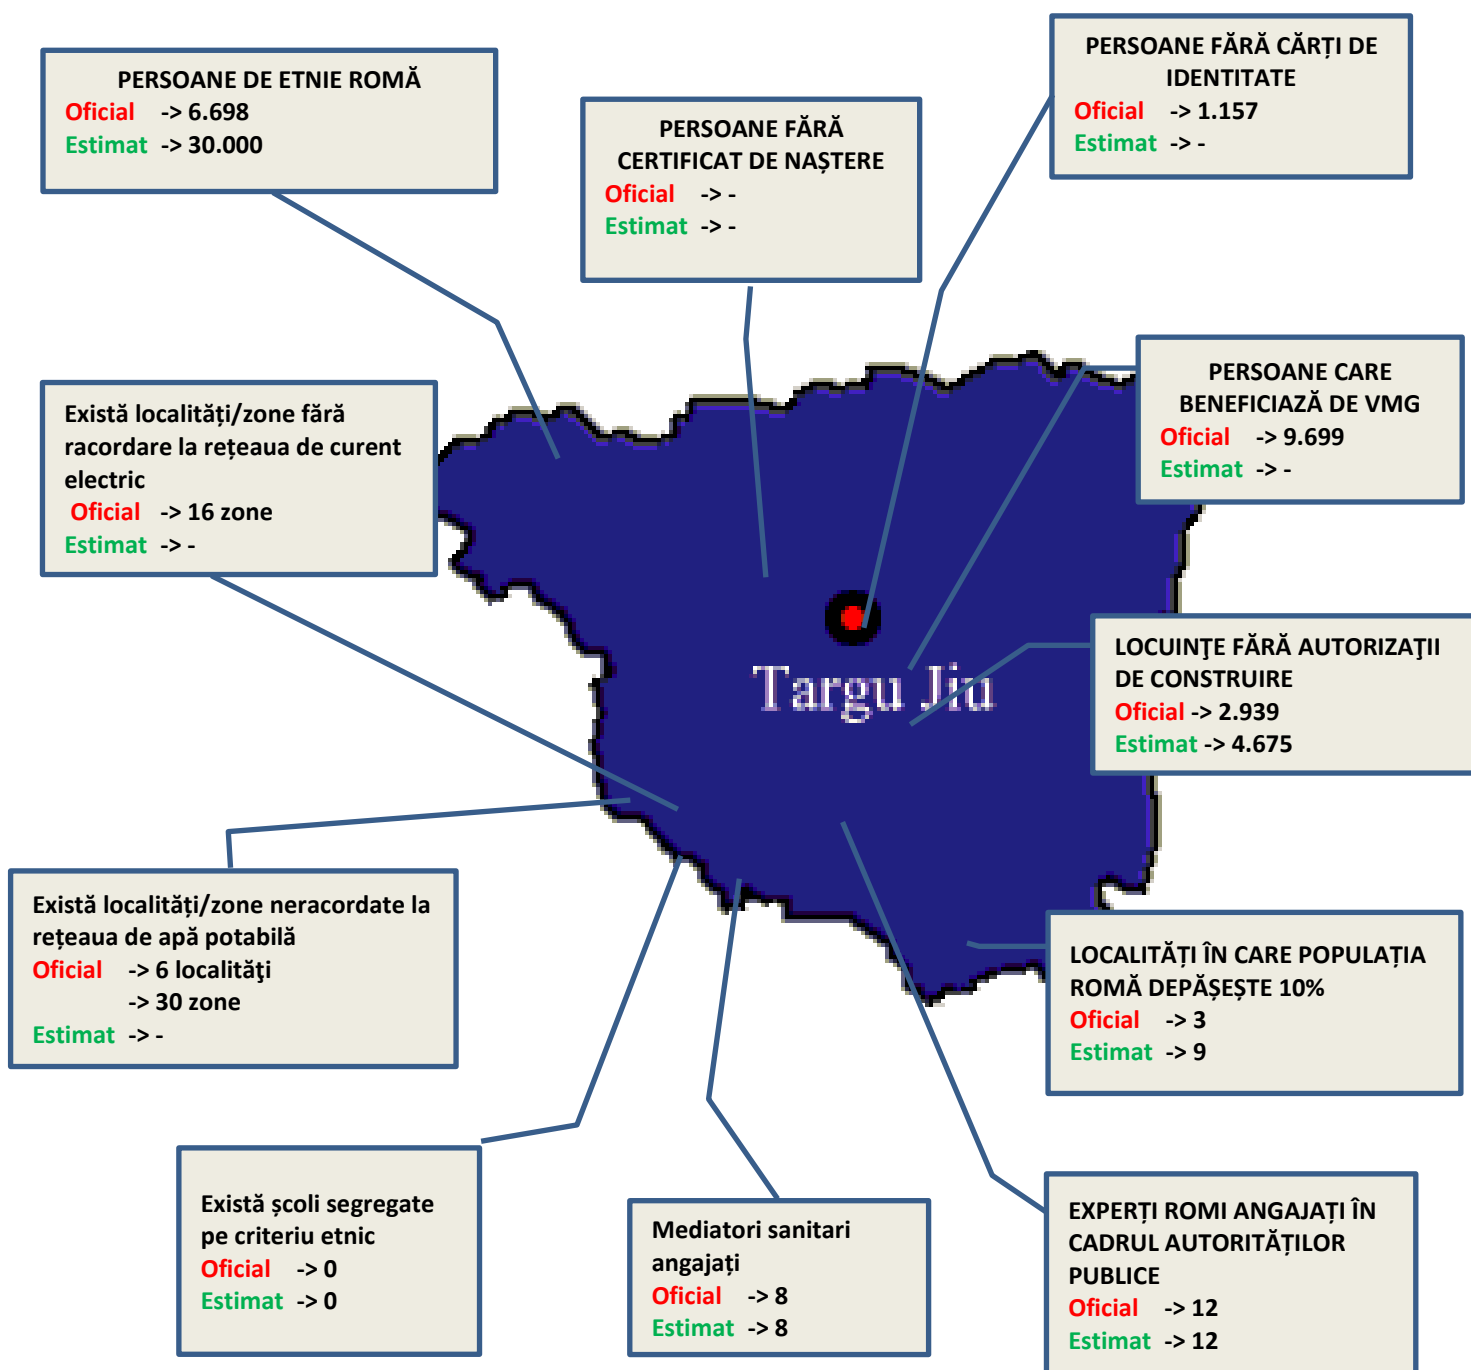 PERSOANE DE ETNIE ROMĂ
Oficial -> 6.698
Estimat -> 30.000
PERSOANE FĂRĂ
CERTIFICAT DE NAȘTERE
Oficial -> -
Estimat -> -
PERSOANE FĂRĂ CĂRȚI DE
IDENTITATE
Oficial -> 1.157
Estimat -> -
Există localități/zone fără
racordare la rețeaua de curent
electric
Oficial -> 16 zone
Estimat -> -
PERSOANE CARE
BENEFICIAZĂ DE VMG
Oficial -> 9.699
Estimat -> -
Targu Jiu
LOCUINŢE FĂRĂ AUTORIZAŢII
DE CONSTRUIRE
Oficial -> 2.939
Estimat -> 4.675
Există localități/zone neracordate la
rețeaua de apă potabilă
Oficial -> 6 localităţi
-> 30 zone
Estimat -> -
LOCALITĂȚI ÎN CARE POPULAȚIA
ROMĂ DEPĂȘEȘTE 10%
Oficial -> 3
Estimat -> 9
Există școli segregate
pe criteriu etnic
Oficial -> 0
Estimat -> 0
Mediatori sanitari
angajați
Oficial -> 8
Estimat -> 8
EXPERȚI ROMI ANGAJAȚI ÎN
CADRUL AUTORITĂȚILOR
PUBLICE
Oficial -> 12
Estimat -> 12